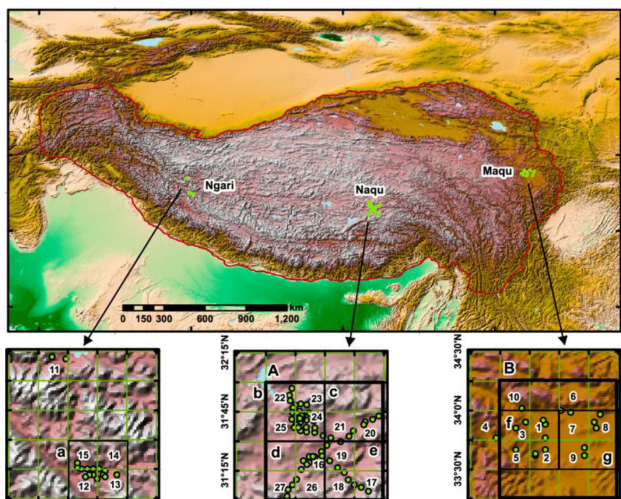 Ngari
Naqu
Maqu
km
0 150 300 600 900 1,200
11
a
15 14
12 13
32°15'N
31°45'N
31°15'N
A
b
c
22 23
24
25
21 20
d
e
16 19
27 26 18 17
34°30'N
34°0'N
33°30'N
B
10 6
f
4 3 1 7 8
5 2 9
g